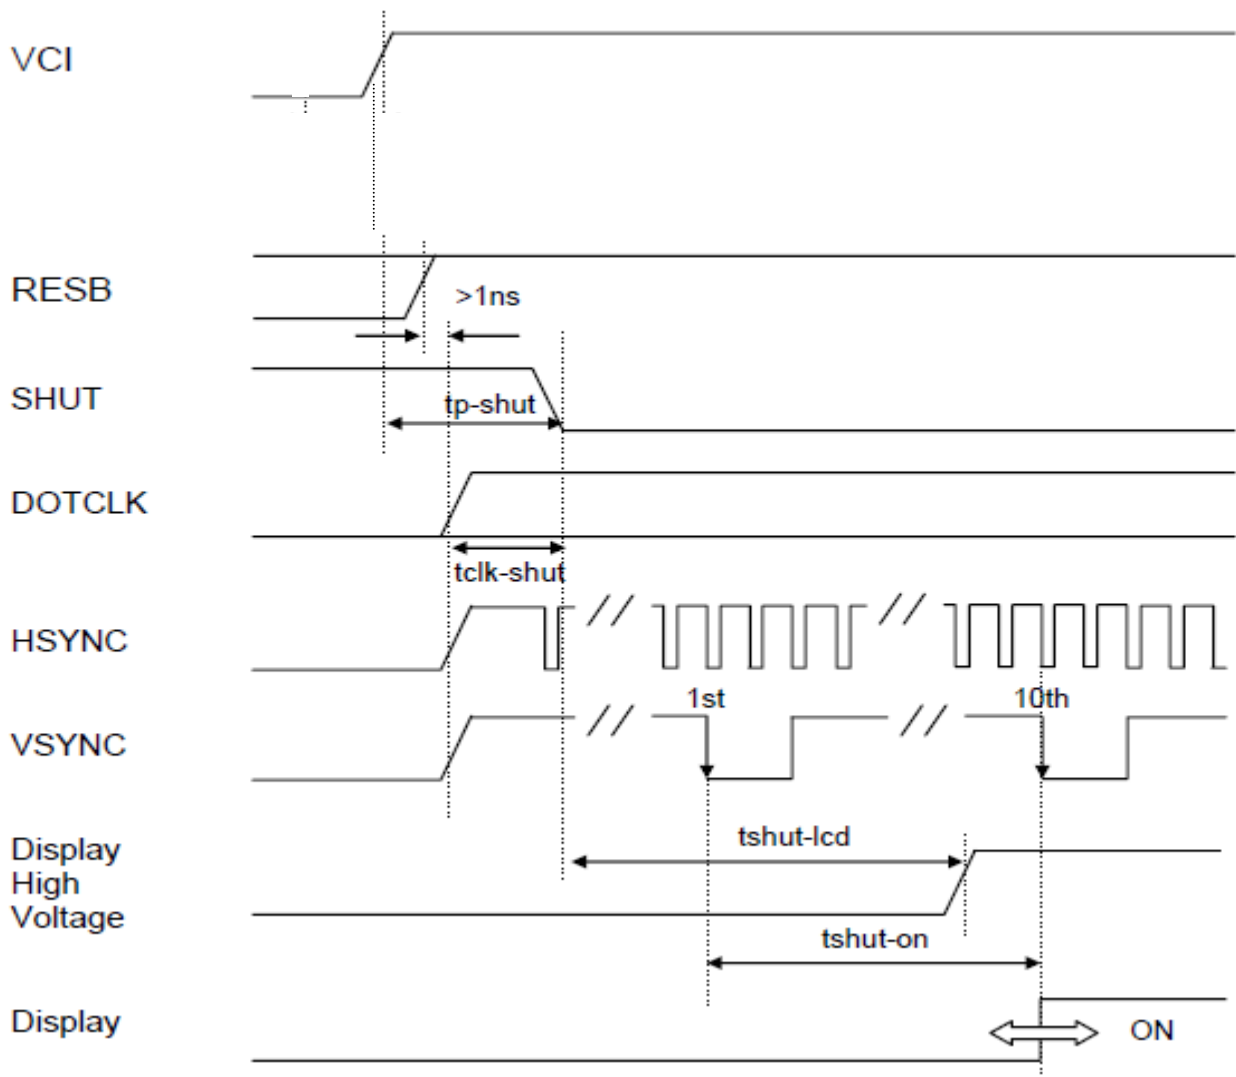 VCI
RESB
>1ns
SHUT
tp-shut
DOTCLK
tclk-shut
HSYNC
1st
10th
VSYNC
tshut-lcd
Display
High
Voltage
tshut-on
Display
ON